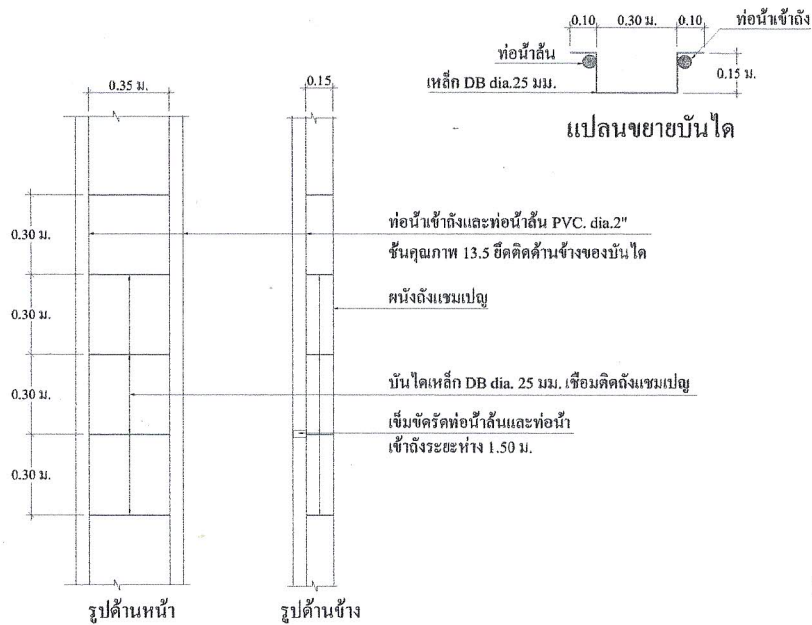 0.10 0.30 ม. 0.10
ท่อน้ำเข้าถัง
ท่อน้ำล้น
0.15 ม.
เหล็ก DB dia.25 มม.
แปลนขยายบันได
0.35 ม.
0.15
0.30 ม.
0.30 ม.
0.30 ม.
0.30 ม.
ท่อน้ำเข้าถังและท่อน้ำล้น PVC. dia.2"
ชั้นคุณภาพ 13.5 ยึดติดด้านข้างของบันได
ผนังถังแชมเปญ
บันไดเหล็ก DB dia. 25 มม. เชื่อมติดถังแชมเปญ
เข็มขัดรัดท่อน้ำล้นและท่อน้ำ
เข้าถังระยะห่าง 1.50 ม.
รูปด้านหน้า
รูปด้านข้าง